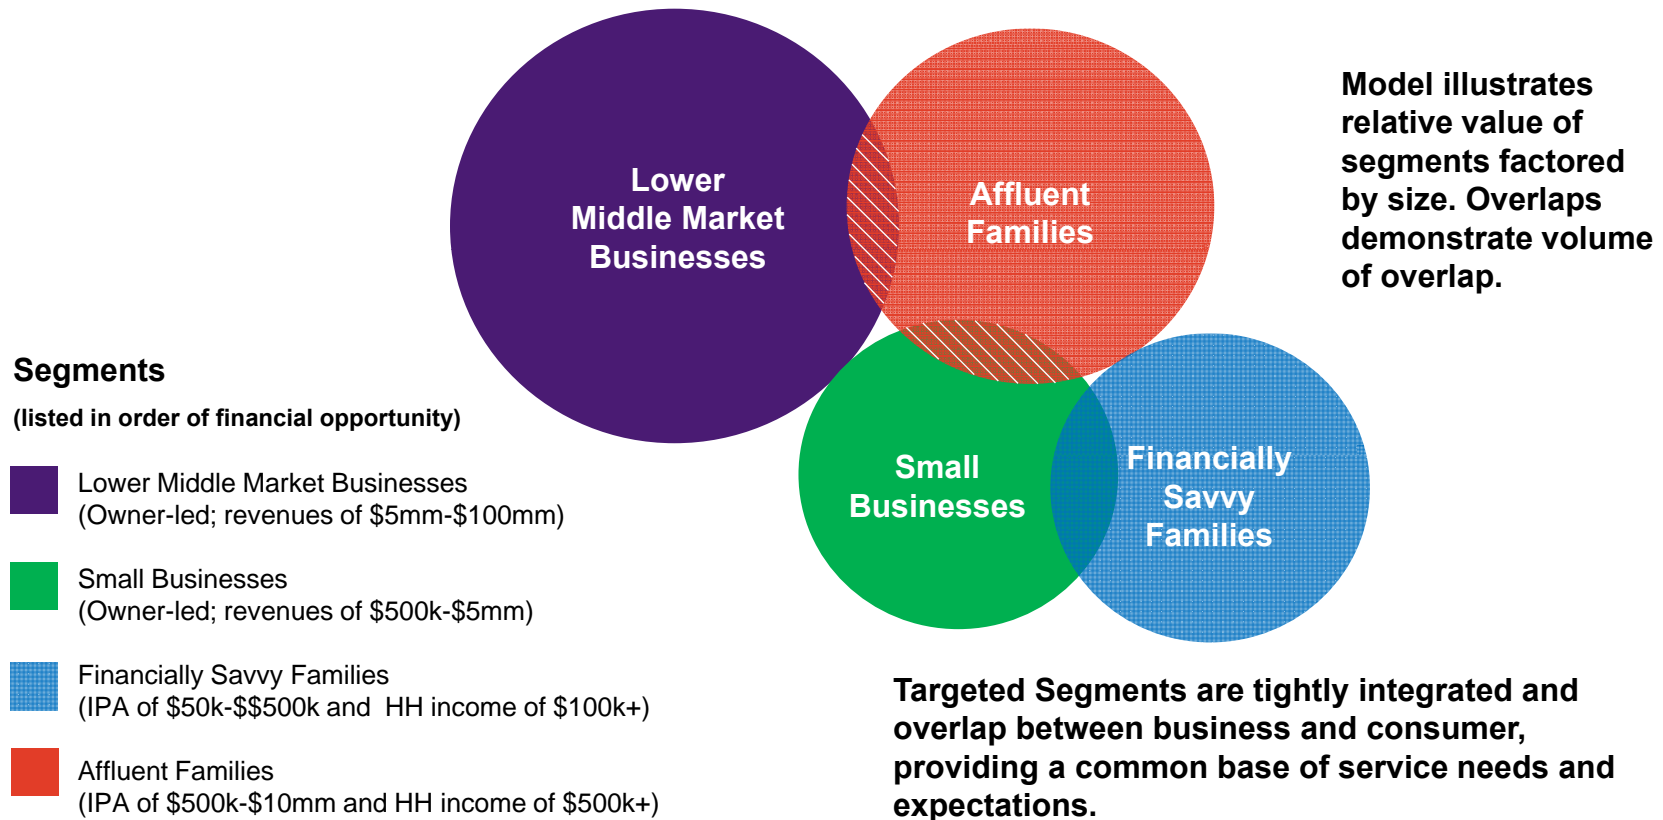 Lower
Middle Market
Businesses
Affluent
Families
Model illustrates
relative value of
segments factored
by size. Overlaps
demonstrate volume
of overlap.
Segments
(listed in order of financial opportunity)
Lower Middle Market Businesses
(Owner-led; revenues of $5mm-$100mm)
Small Businesses
(Owner-led; revenues of $500k-$5mm)
Financially Savvy Families
(IPA of $50k-$$500k and  HH income of $100k+)
Affluent Families
(IPA of $500k-$10mm and HH income of $500k+)
Small
Businesses
Financially
Savvy
Families
Targeted Segments are tightly integrated and
overlap between business and consumer,
providing a common base of service needs and
expectations.